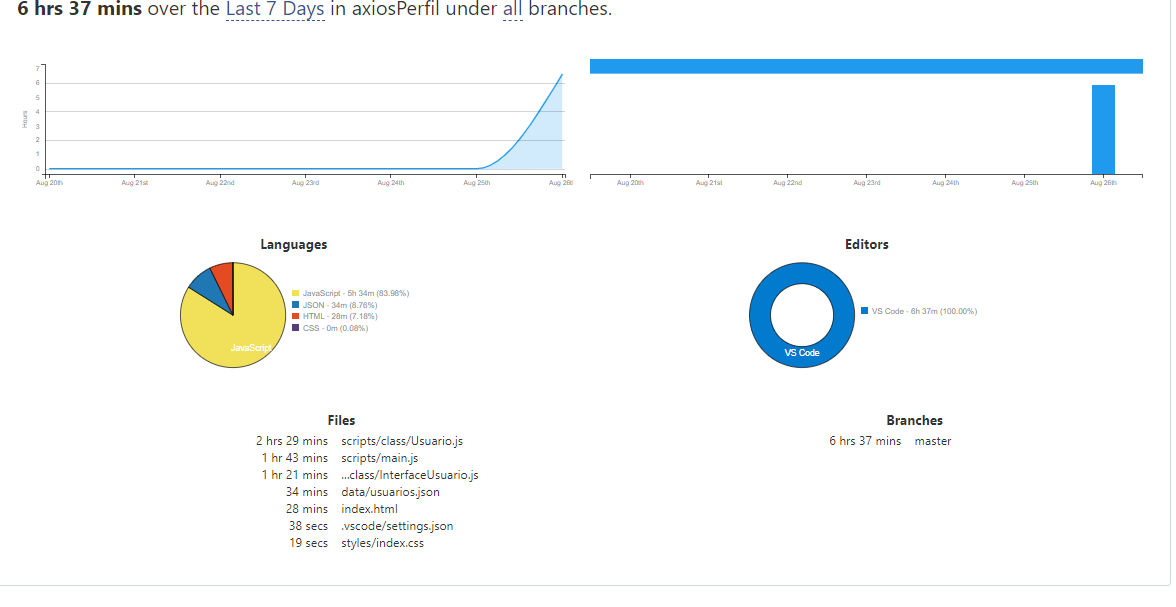 6 hrs 37 mins over the Last 7 Days in axiosPerfil under all branches.
Hours
7
6
5
4
3
2
1
0
Aug 20th Aug 21st Aug 22nd Aug 23rd Aug 24th Aug 25th Aug 26t
Aug 20th Aug 21st Aug 22nd Aug 23rd Aug 24th Aug 25th Aug 26th
Languages
JavaScript - 5h 34m (83.98%)
JSON - 34m (8.76%)
HTML - 28m (7.18%)
CSS - 0m (0.08%)
JavaScript
Editors
VS Code - 6h 37m (100.00%)
VS Code
Files
2 hrs 29 mins scripts/class/Usuario.js
1 hr 43 mins scripts/main.js
1 hr 21 mins ...class/InterfaceUsuario.js
34 mins data/usuarios.json
28 mins index.html
38 secs .vscode/settings.json
19 secs styles/index.css
Branches
6 hrs 37 mins master